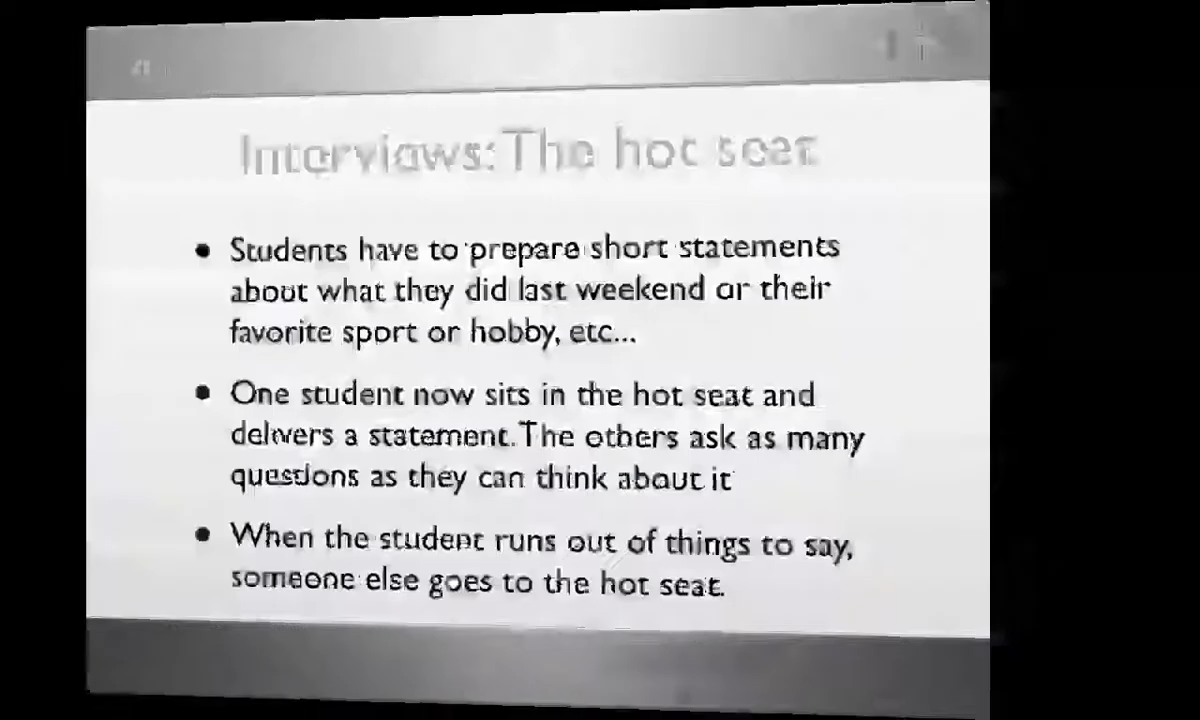 Interviews: The hot seat
• Students have to prepare short statements
about what they did last weekend or their
favorite sport or hobby, etc...
• One student now sits in the hot seat and
delivers a statement. The others ask as many
questions as they can think about it
• When the student runs out of things to say,
someone else goes to the hot seat.